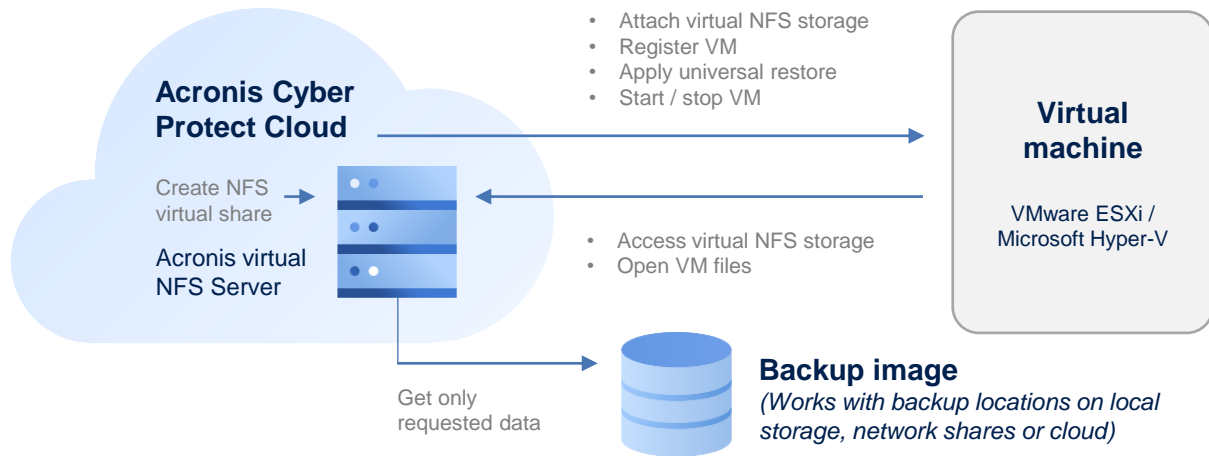 • Attach virtual NFS storage
• Register VM
• Apply universal restore
• Start / stop VM
Acronis Cyber
Protect Cloud
Create NFS
virtual share
Acronis virtual
NFS Server
Virtual
machine
VMware ESXi /
Microsoft Hyper-V
• Access virtual NFS storage
• Open VM files
Get only
requested data
Backup image
(Works with backup locations on local
storage, network shares or cloud)